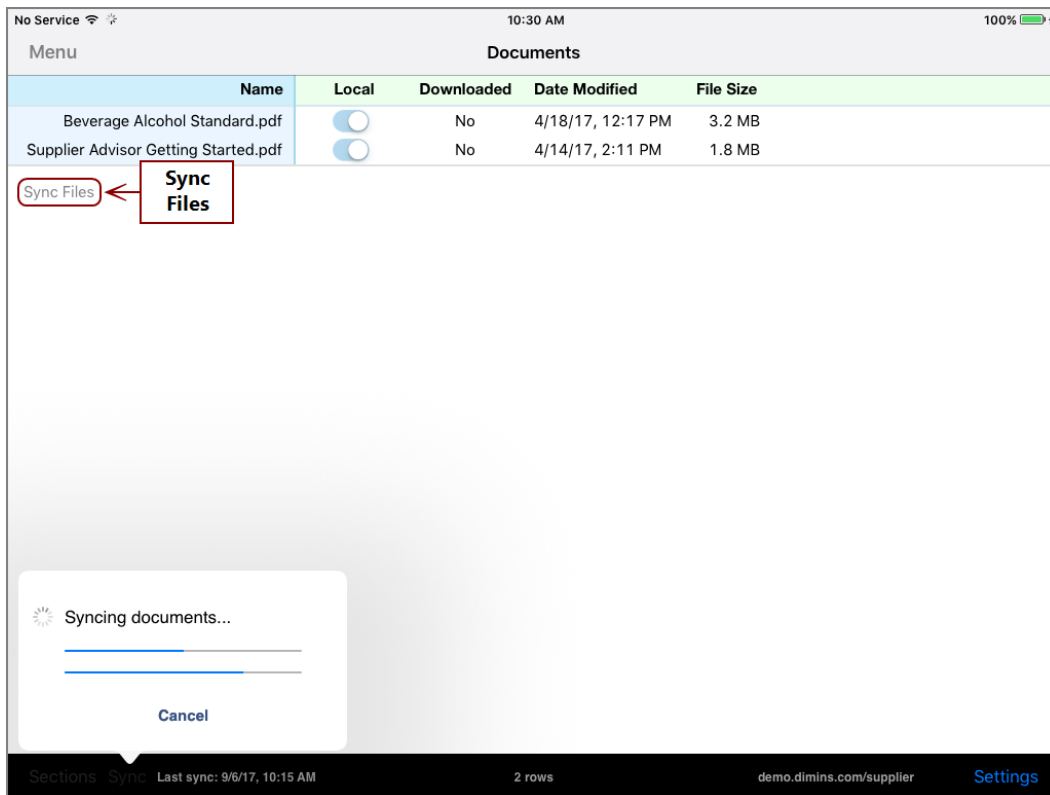 No Service 10:30 AM 100%
Menu Documents
Name Local Downloaded Date Modified File Size
Beverage Alcohol Standard.pdf No 4/18/17, 12:17 PM 3.2 MB
Supplier Advisor Getting Started.pdf No 4/14/17, 2:11 PM 1.8 MB
Sync Files
Sync
Files
Syncing documents...
Cancel
Sections Sync Last sync: 9/6/17, 10:15 AM 2 rows demo.dimins.com/supplier Settings